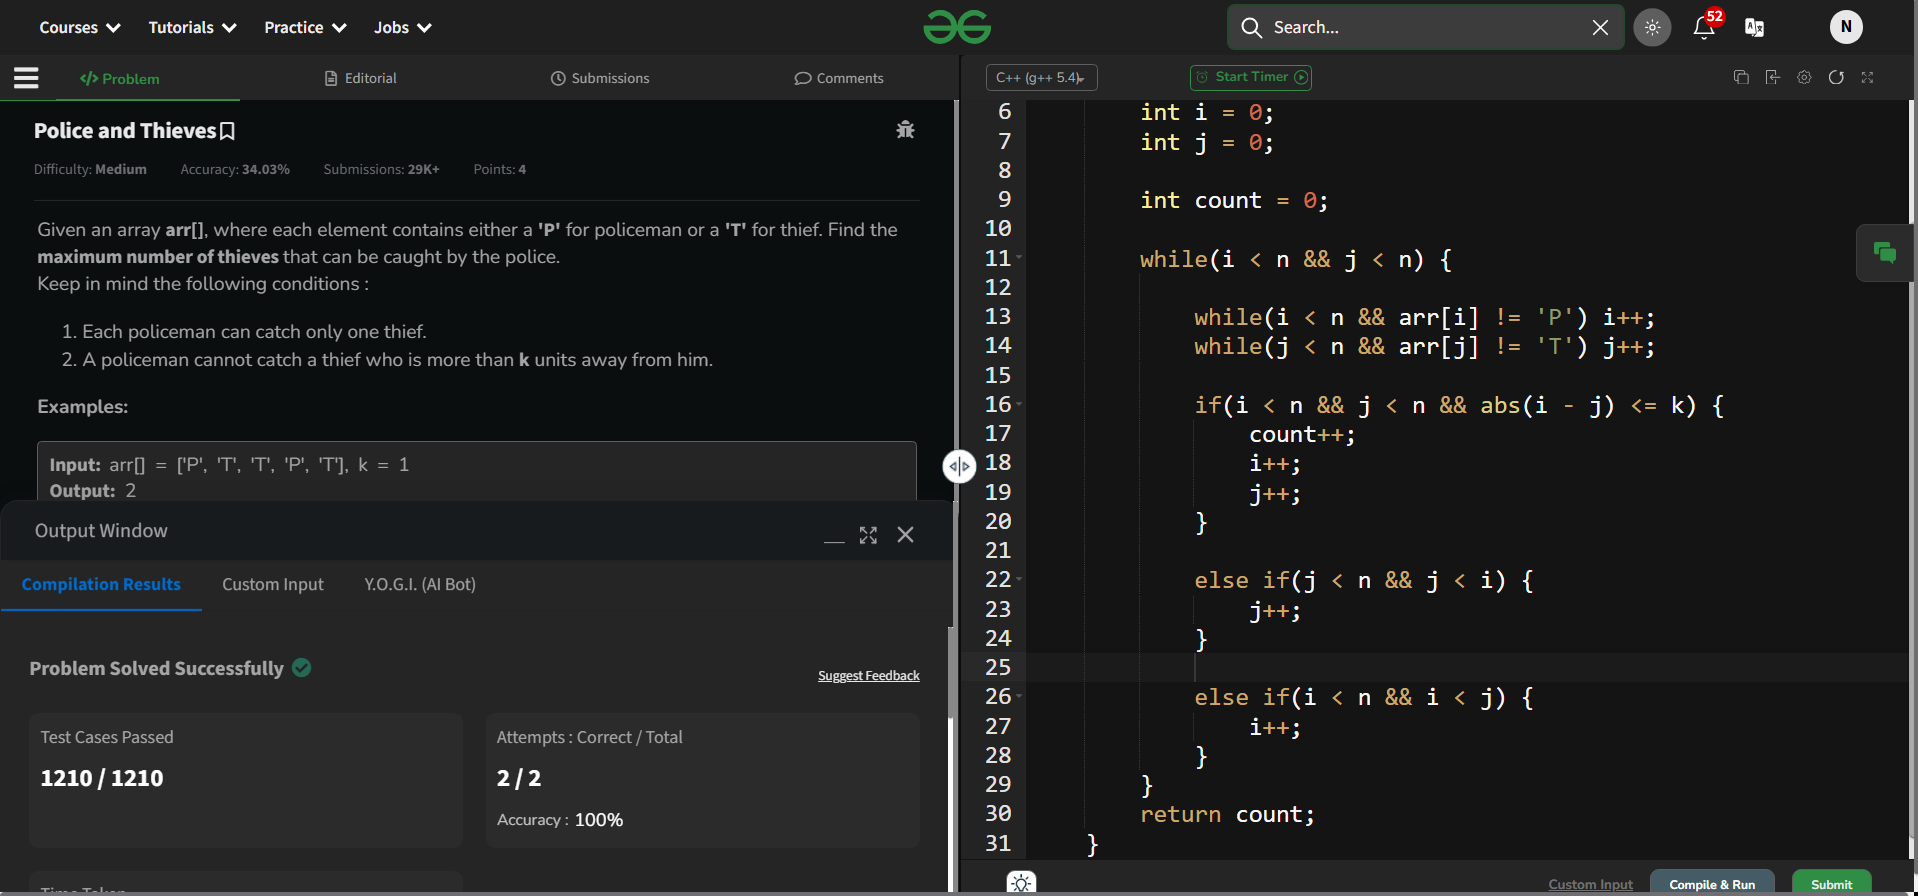 Courses Tutorials Practice Jobs Search... 52 N
</> Problem Editorial Submissions Comments C++ (g++ 5.4) Start Timer
Police and Thieves
Difficulty: Medium Accuracy: 34.03% Submissions: 29K+ Points: 4
Given an array arr[], where each element contains either a 'P' for policeman or a 'T' for thief. Find the
maximum number of thieves that can be caught by the police.
Keep in mind the following conditions :
1. Each policeman can catch only one thief.
2. A policeman cannot catch a thief who is more than k units away from him.
Examples:
Input: arr[] = ['P', 'T', 'T', 'P', 'T'], k = 1
Output: 2
Output Window
Compilation Results Custom Input Y.O.G.I. (AI Bot)
Problem Solved Successfully
Suggest Feedback
Test Cases Passed
1210 / 1210
Attempts : Correct / Total
2 / 2
Accuracy : 100%
Time Taken
6 int i = 0;
7 int j = 0;
8
9 int count = 0;
10
11 while(i < n && j < n) {
12
13 while(i < n && arr[i] != 'P') i++;
14 while(j < n && arr[j] != 'T') j++;
15
16 if(i < n && j < n && abs(i - j) <= k) {
17 count++;
18 i++;
19 j++;
20 }
21
22 else if(j < n && j < i) {
23 j++;
24 }
25
26 else if(i < n && i < j) {
27 i++;
28 }
29 }
30 return count;
31 }
Custom Input Compile & Run Submit